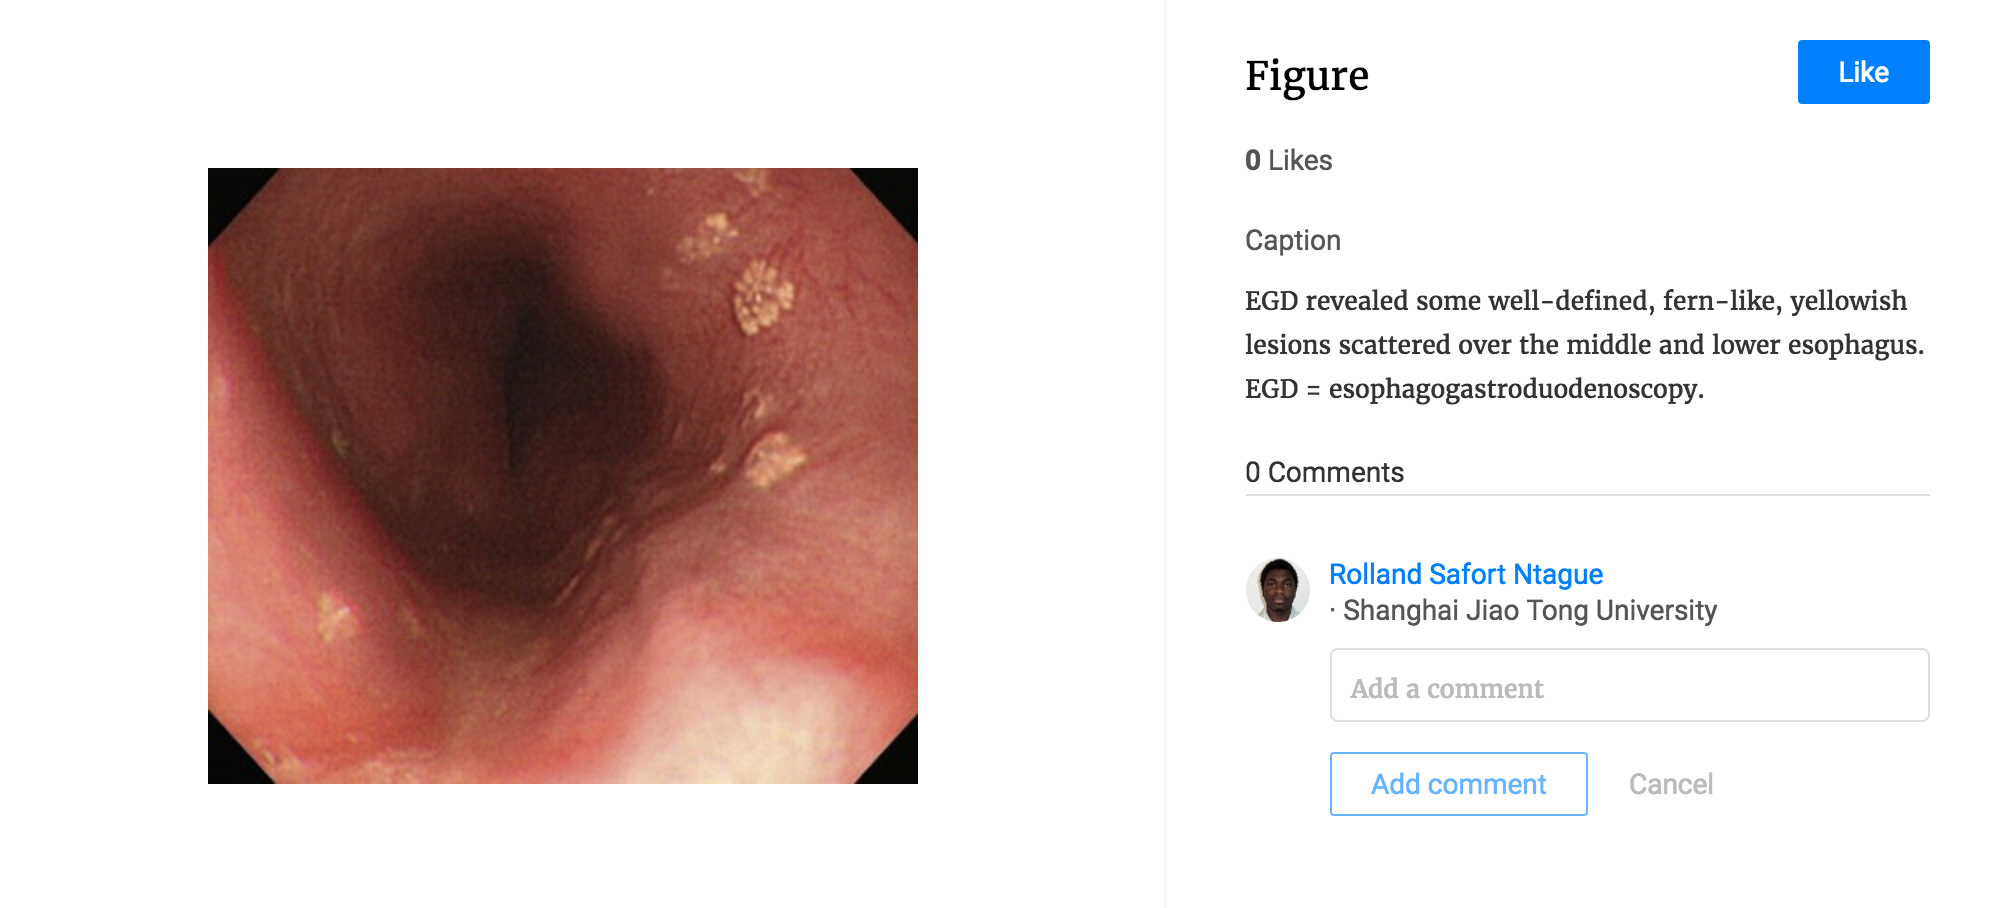 Figure
Like
0 Likes
Caption
EGD revealed some well-defined, fern-like, yellowish
lesions scattered over the middle and lower esophagus.
EGD = esophagogastroduodenoscopy.
0 Comments
Rolland Safort Ntague
· Shanghai Jiao Tong University
Add a comment
Add comment
Cancel